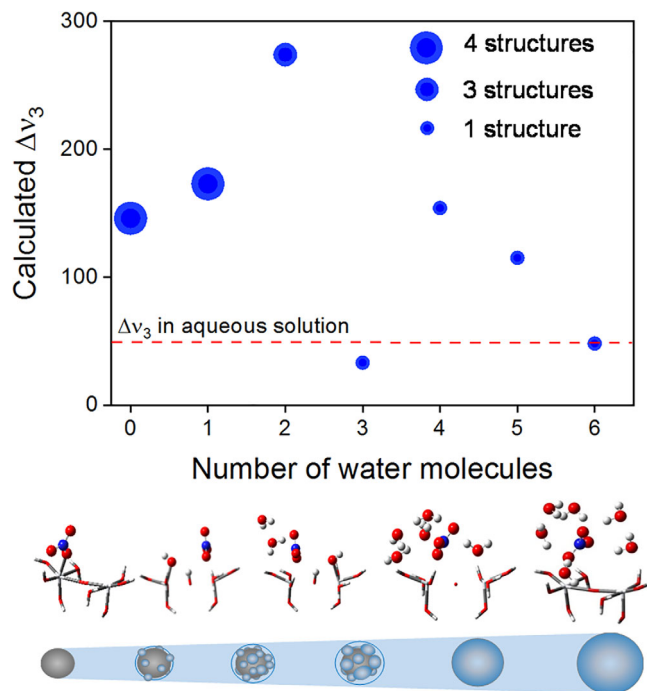 300
4 structures
3 structures
1 structure
200
Calculated Δν₃
100
Δν₃ in aqueous solution
0
0 1 2 3 4 5 6
Number of water molecules